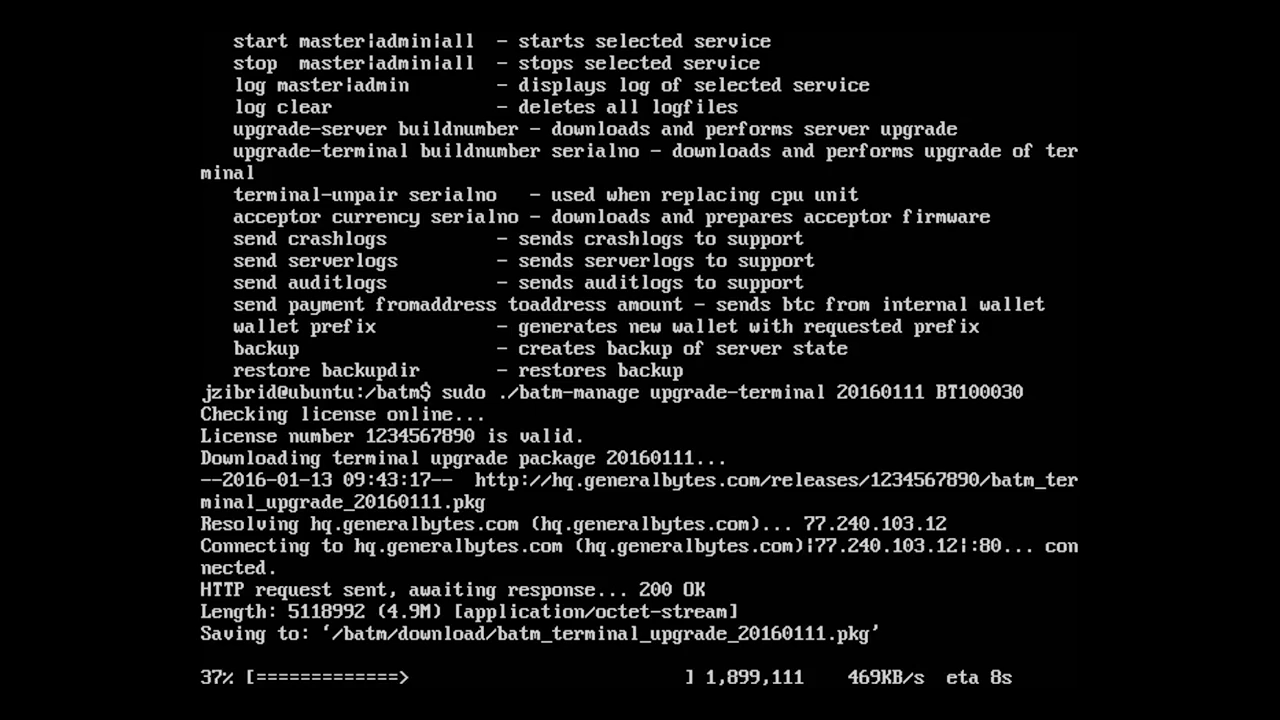 start master|admin|all  - starts selected service
stop  master|admin|all  - stops selected service
log master|admin        - displays log of selected service
log clear               - deletes all logfiles
upgrade-server buildnumber - downloads and performs server upgrade
upgrade-terminal buildnumber serialno - downloads and performs upgrade of ter
minal
terminal-unpair serialno   - used when replacing cpu unit
acceptor currency serialno - downloads and prepares acceptor firmware
send crashlogs          - sends crashlogs to support
send serverlogs         - sends serverlogs to support
send auditlogs          - sends auditlogs to support
send payment fromaddress toaddress amount - sends btc from internal wallet
wallet prefix           - generates new wallet with requested prefix
backup                  - creates backup of server state
restore backupdir       - restores backup
jzibrid@ubuntu:/batm$ sudo ./batm-manage upgrade-terminal 20160111 BT100030
Checking license online...
License number 1234567890 is valid.
Downloading terminal upgrade package 20160111...
--2016-01-13 09:43:17--  http://hq.generalbytes.com/releases/1234567890/batm_ter
minal_upgrade_20160111.pkg
Resolving hq.generalbytes.com (hq.generalbytes.com)... 77.240.103.12
Connecting to hq.generalbytes.com (hq.generalbytes.com)|77.240.103.12|:80... con
nected.
HTTP request sent, awaiting response... 200 OK
Length: 5118992 (4.9M) [application/octet-stream]
Saving to: ‘/batm/download/batm_terminal_upgrade_20160111.pkg’
37% [=============>                         ] 1,899,111    469KB/s  eta 8s